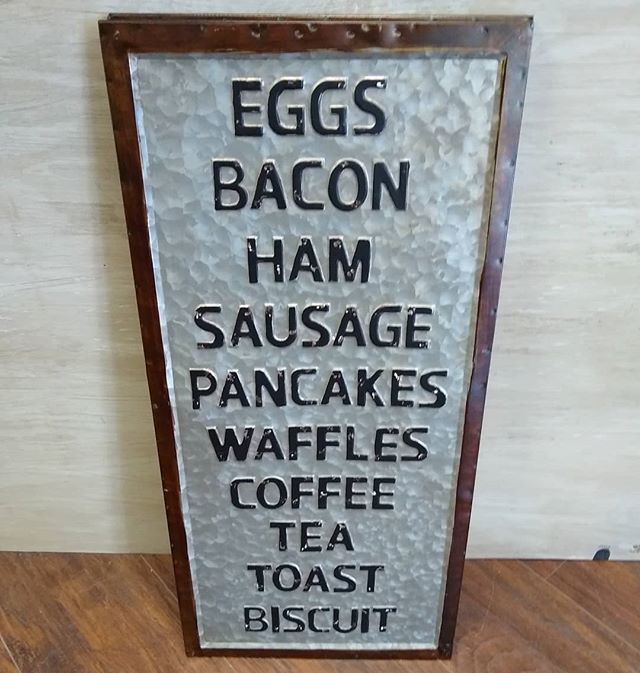 EGGS
BACON
HAM
SAUSAGE
PANCAKES
WAFFLES
COFFEE
TEA
TOAST
BISCUIT